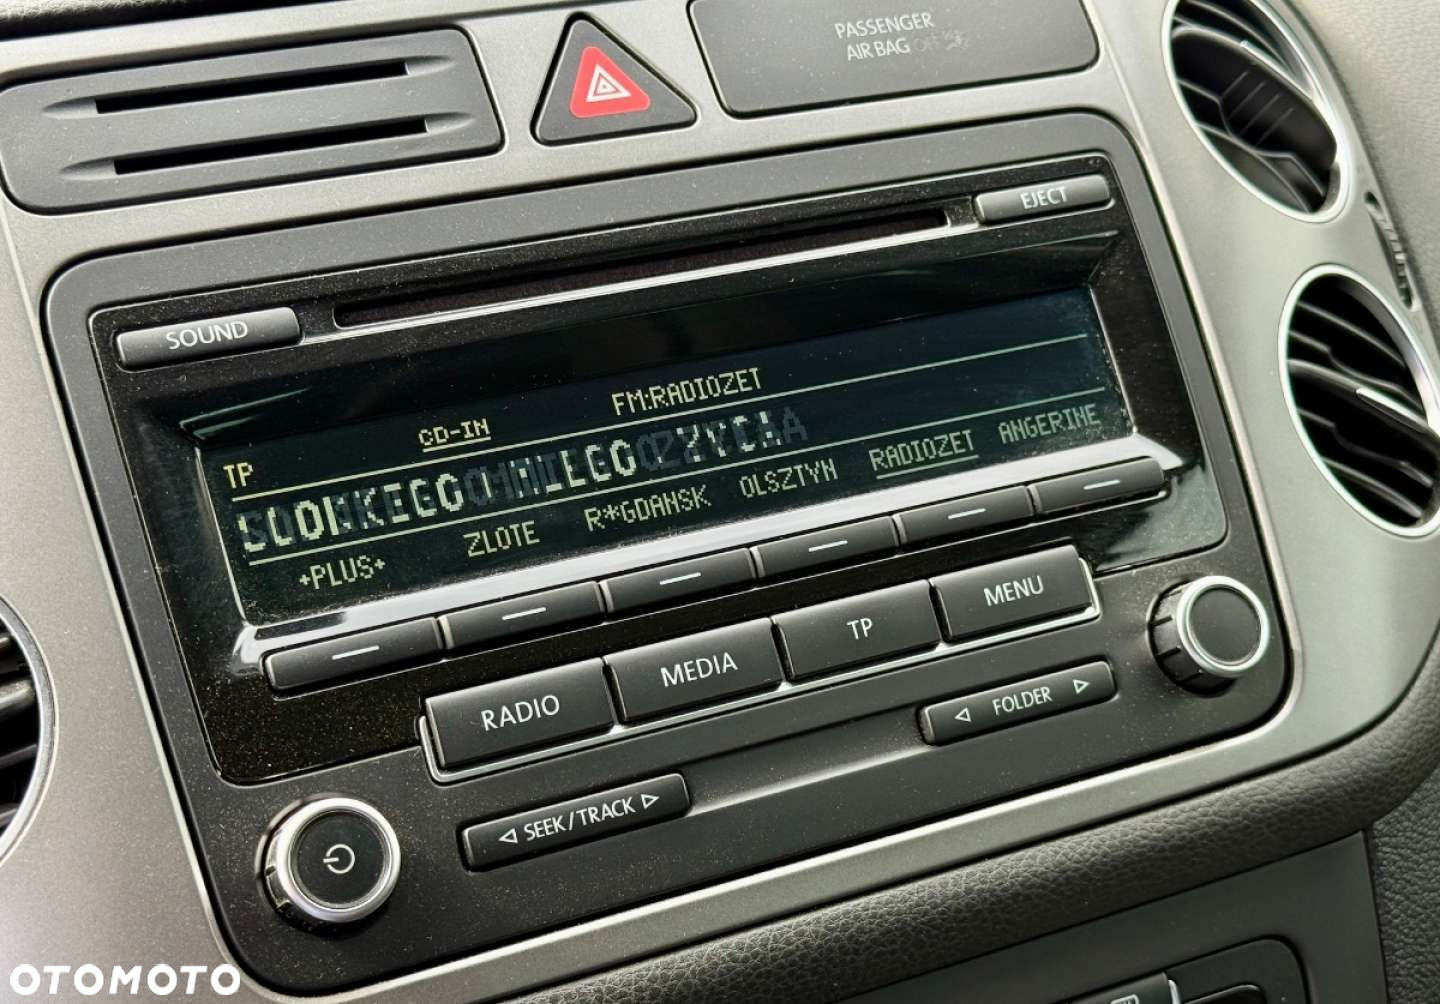 PASSENGER
AIR BAG OFF
EJECT
SOUND
FM:RADIOZET
CD-IN
TP
+PLUS+ ZLOTE R*GDANSK OLSZTYN RADIOZET ANGERINE
RADIO MEDIA TP MENU
FOLDER
SEEK/TRACK
OTOMOTO